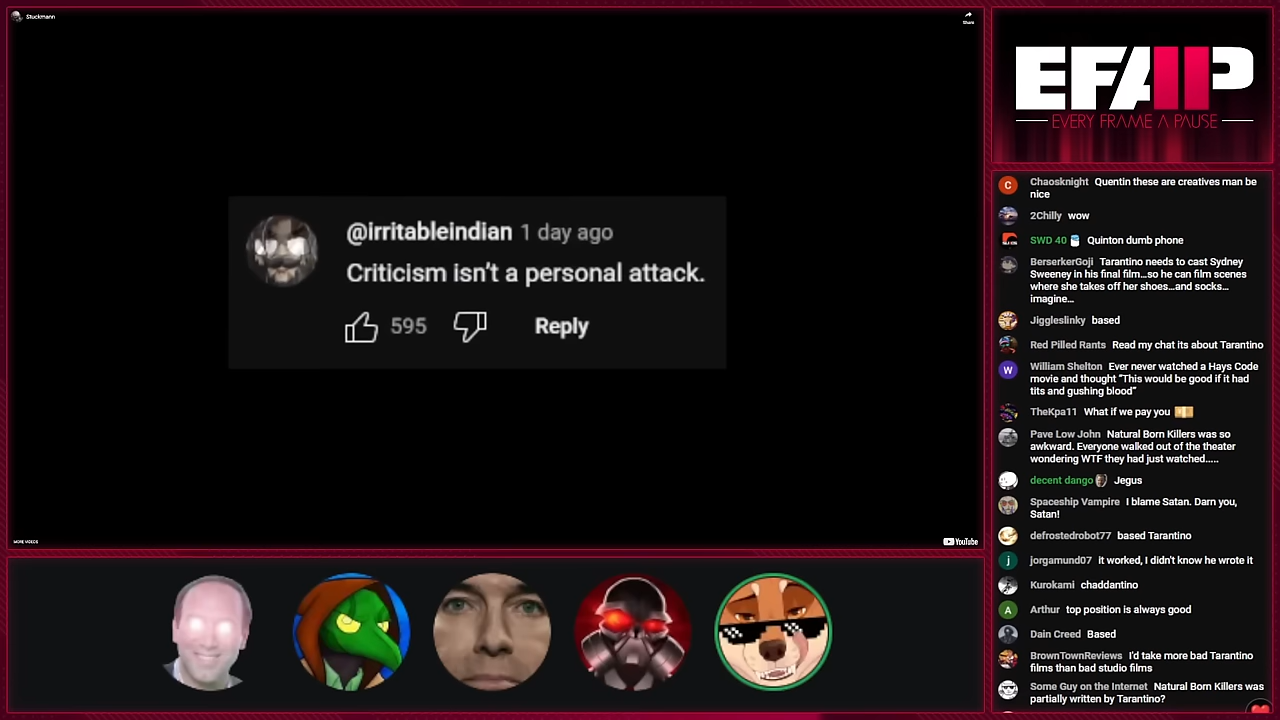 Stuckmann
Share
@irritableindian 1 day ago
Criticism isn't a personal attack.
595
Reply
MORE VIDEOS
YouTube
EFAP
EVERY FRAME A PAUSE
Chaosknight Quentin these are creatives man be
nice
2Chilly wow
SWD 40 Quinton dumb phone
BerserkerGoji Tarantino needs to cast Sydney
Sweeney in his final film...so he can film scenes
where she takes off her shoes...and socks...
imagine...
Jiggleslinky based
Red Pilled Rants Read my chat its about Tarantino
W
William Shelton Ever never watched a Hays Code
movie and thought "This would be good if it had
tits and gushing blood"
TheKpa11 What if we pay you
Pave Low John Natural Born Killers was so
awkward. Everyone walked out of the theater
wondering WTF they had just watched.....
decent dango Jegus
Spaceship Vampire I blame Satan. Darn you,
Satan!
defrostedrobot77 based Tarantino
j
jorgamund07 it worked, I didn't know he wrote it
Kurokami chaddantino
A
Arthur top position is always good
Dain Creed Based
BrownTownReviews I'd take more bad Tarantino
films than bad studio films
Some Guy on the Internet Natural Born Killers was
partially written by Tarantino?